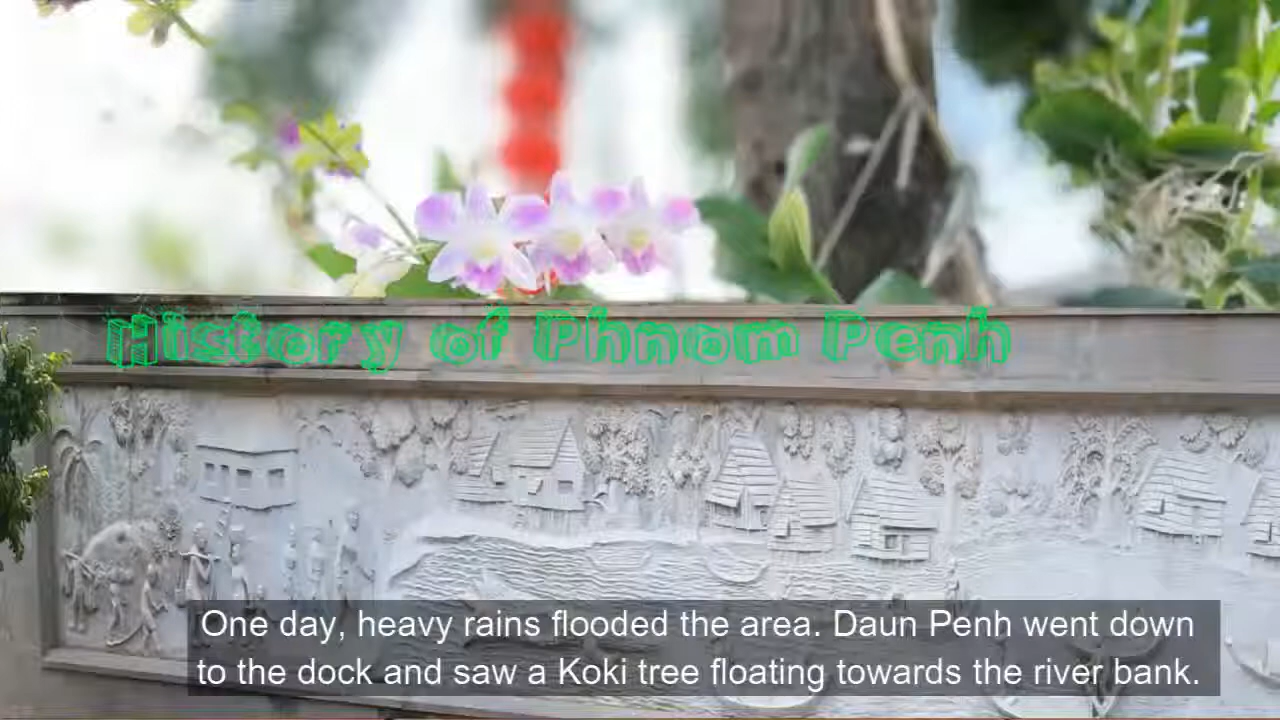 History of Phnom Penh
One day, heavy rains flooded the area. Daun Penh went down
to the dock and saw a Koki tree floating towards the river bank.